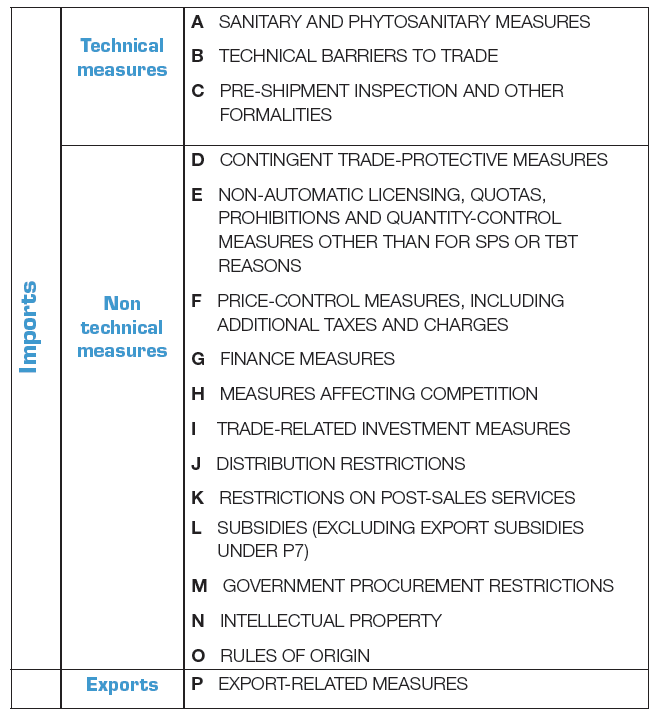 Imports
Technical
measures
A SANITARY AND PHYTOSANITARY MEASURES
B TECHNICAL BARRIERS TO TRADE
C PRE-SHIPMENT INSPECTION AND OTHER
FORMALITIES
Non
technical
measures
D CONTINGENT TRADE-PROTECTIVE MEASURES
E NON-AUTOMATIC LICENSING, QUOTAS,
PROHIBITIONS AND QUANTITY-CONTROL
MEASURES OTHER THAN FOR SPS OR TBT
REASONS
F PRICE-CONTROL MEASURES, INCLUDING
ADDITIONAL TAXES AND CHARGES
G FINANCE MEASURES
H MEASURES AFFECTING COMPETITION
I TRADE-RELATED INVESTMENT MEASURES
J DISTRIBUTION RESTRICTIONS
K RESTRICTIONS ON POST-SALES SERVICES
L SUBSIDIES (EXCLUDING EXPORT SUBSIDIES
UNDER P7)
M GOVERNMENT PROCUREMENT RESTRICTIONS
N INTELLECTUAL PROPERTY
O RULES OF ORIGIN
Exports
P EXPORT-RELATED MEASURES